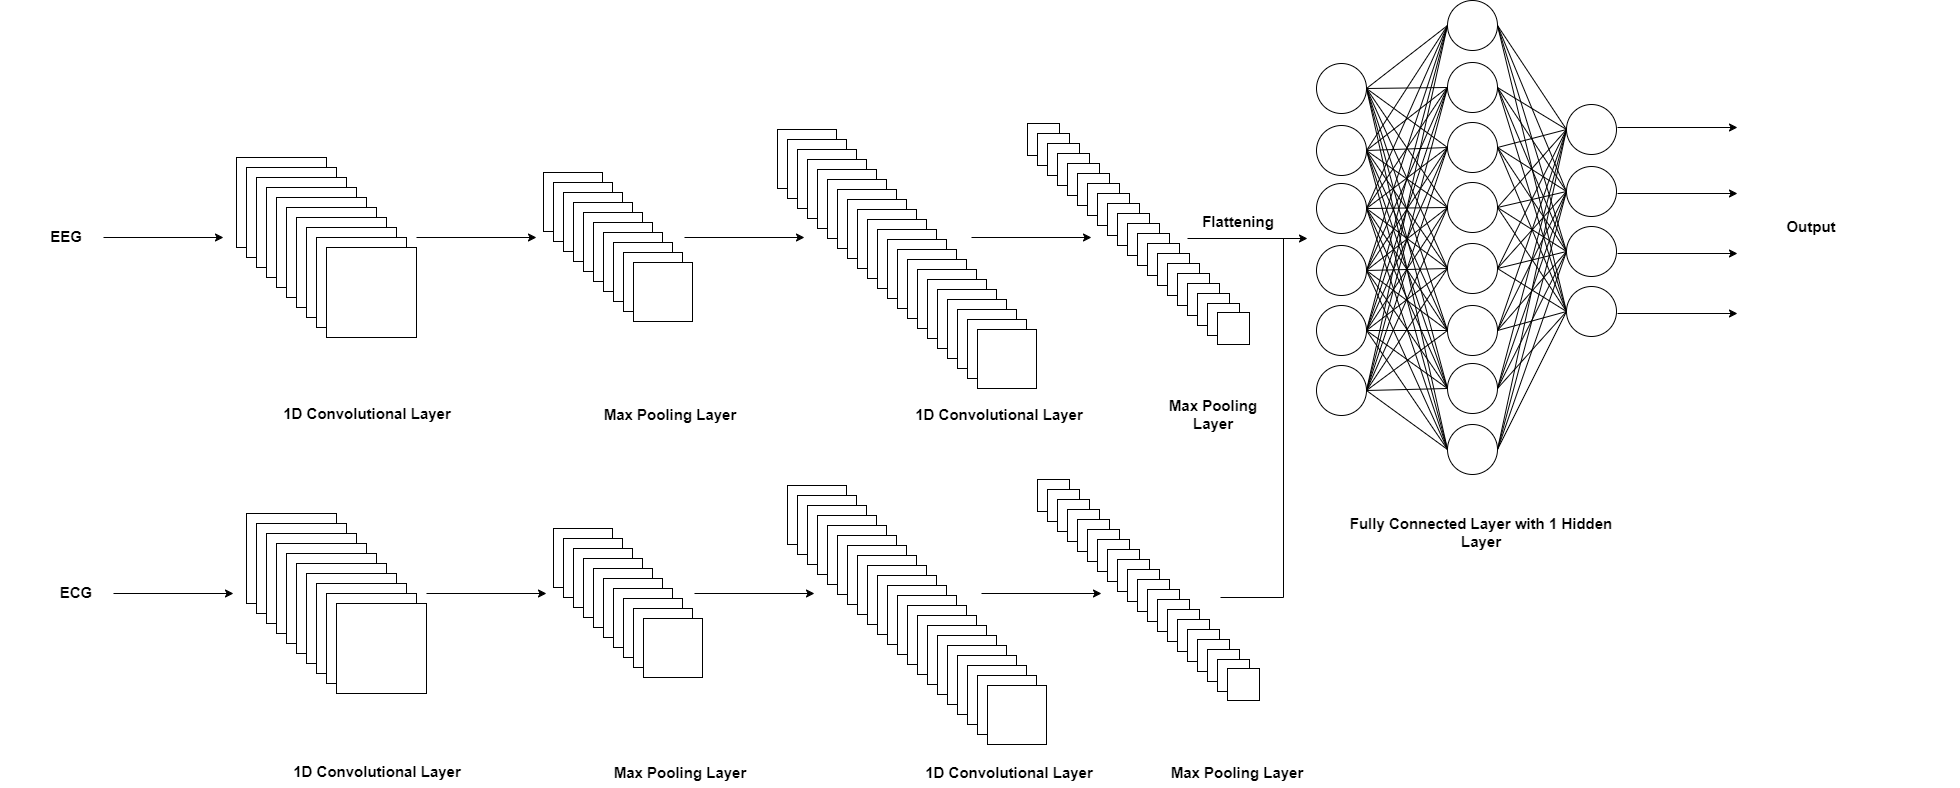 EEG
Flattening
Output
1D Convolutional Layer
Max Pooling Layer
1D Convolutional Layer
Max Pooling
Layer
Fully Connected Layer with 1 Hidden
Layer
ECG
1D Convolutional Layer
Max Pooling Layer
1D Convolutional Layer
Max Pooling Layer